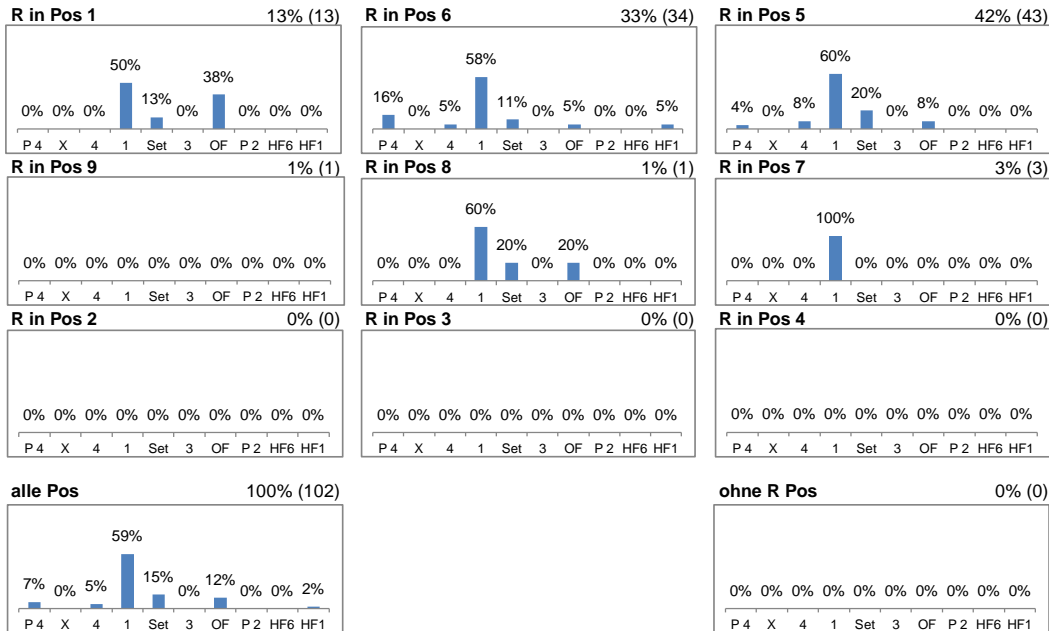 R in Pos 1 13% (13) R in Pos 6 33% (34) R in Pos 5 42% (43)
0% 0% 0% 50% 13% 0% 38% 0% 0% 0%
P 4 X 4 1 Set 3 OF P 2 HF6 HF1
16% 0% 5% 58% 11% 0% 5% 0% 0% 5%
P 4 X 4 1 Set 3 OF P 2 HF6 HF1
4% 0% 8% 60% 20% 0% 8% 0% 0% 0%
P 4 X 4 1 Set 3 OF P 2 HF6 HF1
R in Pos 9 1% (1) R in Pos 8 1% (1) R in Pos 7 3% (3)
0% 0% 0% 0% 0% 0% 0% 0% 0% 0%
P 4 X 4 1 Set 3 OF P 2 HF6 HF1
0% 0% 0% 60% 20% 0% 20% 0% 0% 0%
P 4 X 4 1 Set 3 OF P 2 HF6 HF1
0% 0% 0% 100% 0% 0% 0% 0% 0% 0%
P 4 X 4 1 Set 3 OF P 2 HF6 HF1
R in Pos 2 0% (0) R in Pos 3 0% (0) R in Pos 4 0% (0)
0% 0% 0% 0% 0% 0% 0% 0% 0% 0%
P 4 X 4 1 Set 3 OF P 2 HF6 HF1
0% 0% 0% 0% 0% 0% 0% 0% 0% 0%
P 4 X 4 1 Set 3 OF P 2 HF6 HF1
0% 0% 0% 0% 0% 0% 0% 0% 0% 0%
P 4 X 4 1 Set 3 OF P 2 HF6 HF1
alle Pos 100% (102) ohne R Pos 0% (0)
7% 0% 5% 59% 15% 0% 12% 0% 0% 2%
P 4 X 4 1 Set 3 OF P 2 HF6 HF1
0% 0% 0% 0% 0% 0% 0% 0% 0% 0%
P 4 X 4 1 Set 3 OF P 2 HF6 HF1